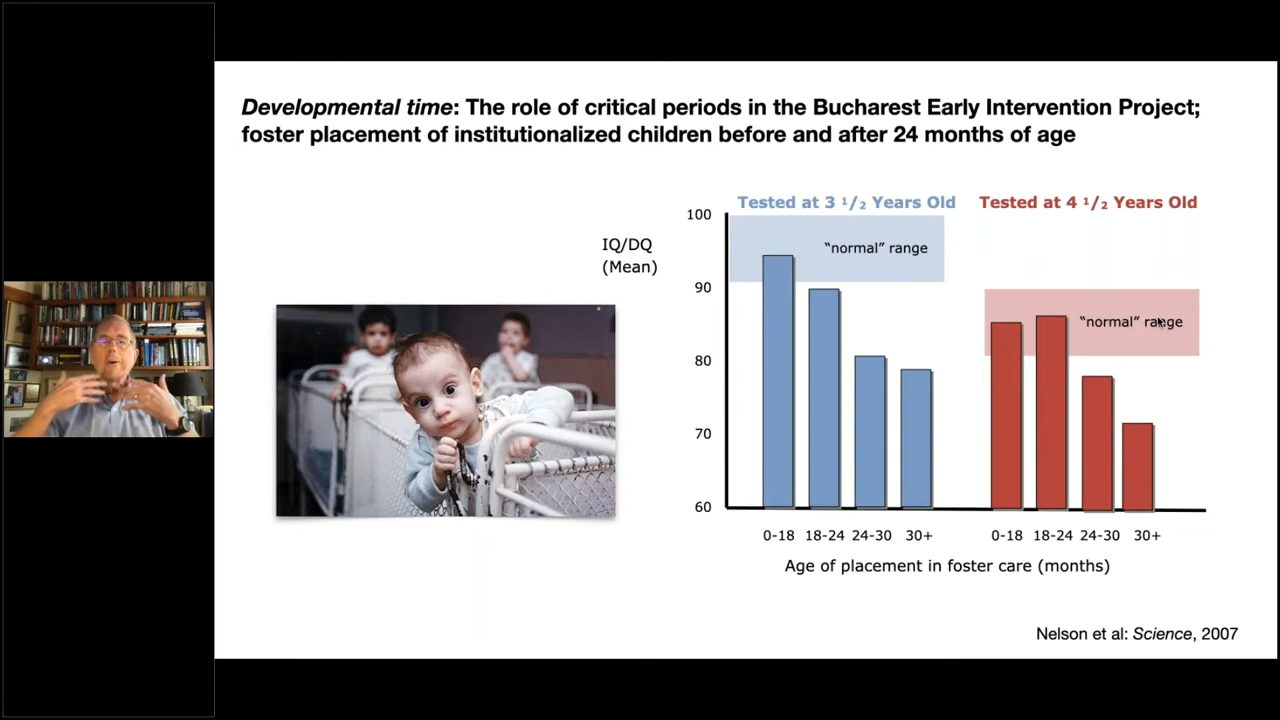 Developmental time: The role of critical periods in the Bucharest Early Intervention Project;
foster placement of institutionalized children before and after 24 months of age
Tested at 3 1/2 Years Old
Tested at 4 1/2 Years Old
IQ/DQ
(Mean)
100
90
80
70
60
“normal” range
“normal” range
0-18 18-24 24-30 30+
0-18 18-24 24-30 30+
Age of placement in foster care (months)
Nelson et al: Science, 2007